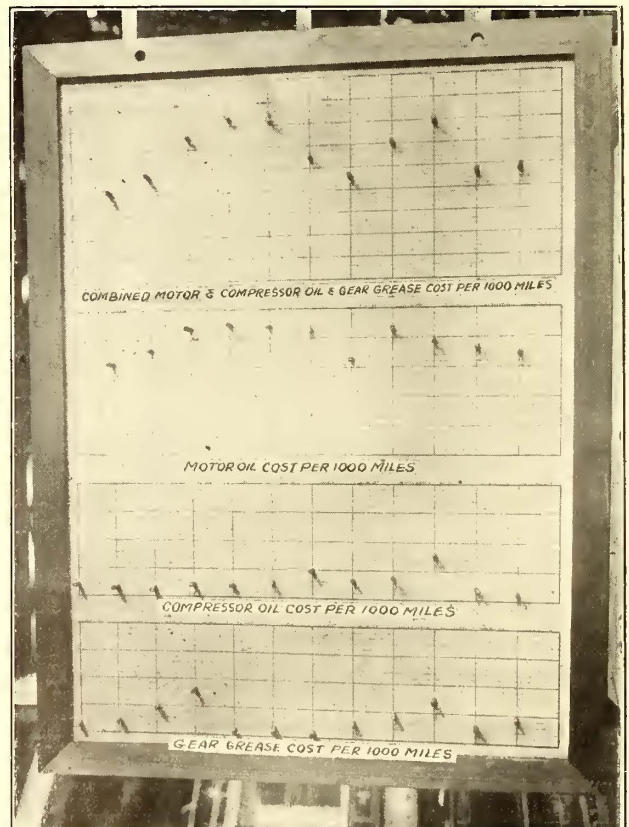 COMBINED MOTOR & COMPRESSOR OIL & GEAR GREASE COST PER 1000 MILES
MOTOR OIL COST PER 1000 MILES
COMPRESSOR OIL COST PER 1000 MILES
GEAR GREASE COST PER 1000 MILES